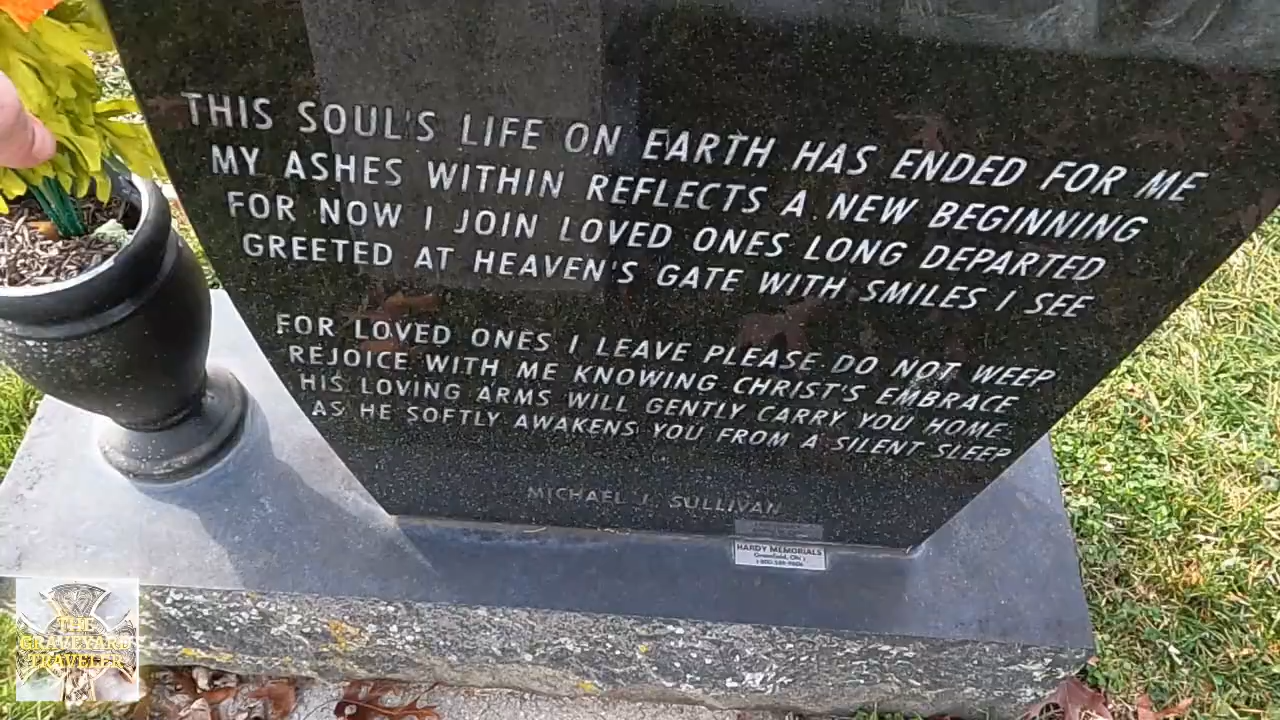 THIS SOUL'S LIFE ON EARTH HAS ENDED FOR ME
MY ASHES WITHIN REFLECTS A NEW BEGINNING
FOR NOW I JOIN LOVED ONES LONG DEPARTED
GREETED AT HEAVEN'S GATE WITH SMILES I SEE
FOR LOVED ONES I LEAVE PLEASE DO NOT WEEP
REJOICE WITH ME KNOWING CHRIST'S EMBRACE
HIS LOVING ARMS WILL GENTLY CARRY YOU HOME
AS HE SOFTLY AWAKENS YOU FROM A SILENT SLEEP
MICHAEL J. SULLIVAN
HARDY MEMORIALS
THE
GRAVEYARD
TRAVELER